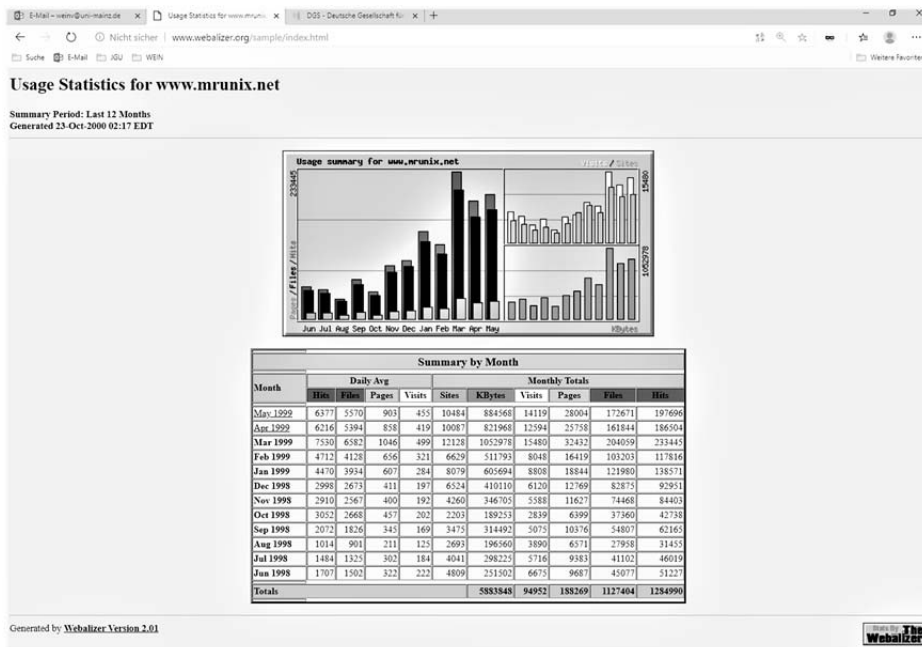 E-Mail – weinv@uni-mainz.de
Usage Statistics for www.mrunix.net
DGS - Deutsche Gesellschaft für
Nicht sicher | www.webalizer.org/sample/index.html
Suche E-Mail JGU WEIN Weitere Favoriten
Usage Statistics for www.mrunix.net
Summary Period: Last 12 Months
Generated 23-Oct-2000 02:17 EDT
Usage summary for www.mrunix.net
Visits / Sites
233445
15480
Pages / Files / Hits
1052978
Jun Jul Aug Sep Oct Nov Dec Jan Feb Mar Apr May
KBytes
Summary by Month
Month Daily Avg Monthly Totals
Hits Files Pages Visits Sites KBytes Visits Pages Files Hits
May 1999 6377 5570 903 455 10484 884568 14119 28004 172671 197696
Apr 1999 6216 5394 858 419 10087 821968 12594 25758 161844 186504
Mar 1999 7530 6582 1046 499 12128 1052978 15480 32432 204059 233445
Feb 1999 4712 4128 656 321 6629 511793 8048 16419 103203 117816
Jan 1999 4470 3934 607 284 8079 605694 8808 18844 121980 138571
Dec 1998 2998 2673 411 197 6524 410110 6120 12769 82875 92951
Nov 1998 2910 2567 400 192 4260 346705 5588 11627 74468 84403
Oct 1998 3052 2668 457 202 2203 189253 2839 6399 37360 42738
Sep 1998 2072 1826 345 169 3475 314492 5075 10376 54807 62165
Aug 1998 1014 901 211 125 2693 196560 3890 6571 27958 31455
Jul 1998 1484 1325 302 184 4041 298225 5716 9383 41102 46019
Jun 1998 1707 1502 322 222 4809 251502 6675 9687 45077 51227
Totals 5883848 94952 188269 1127404 1284990
Generated by Webalizer Version 2.01
Stats By The
Webalizer